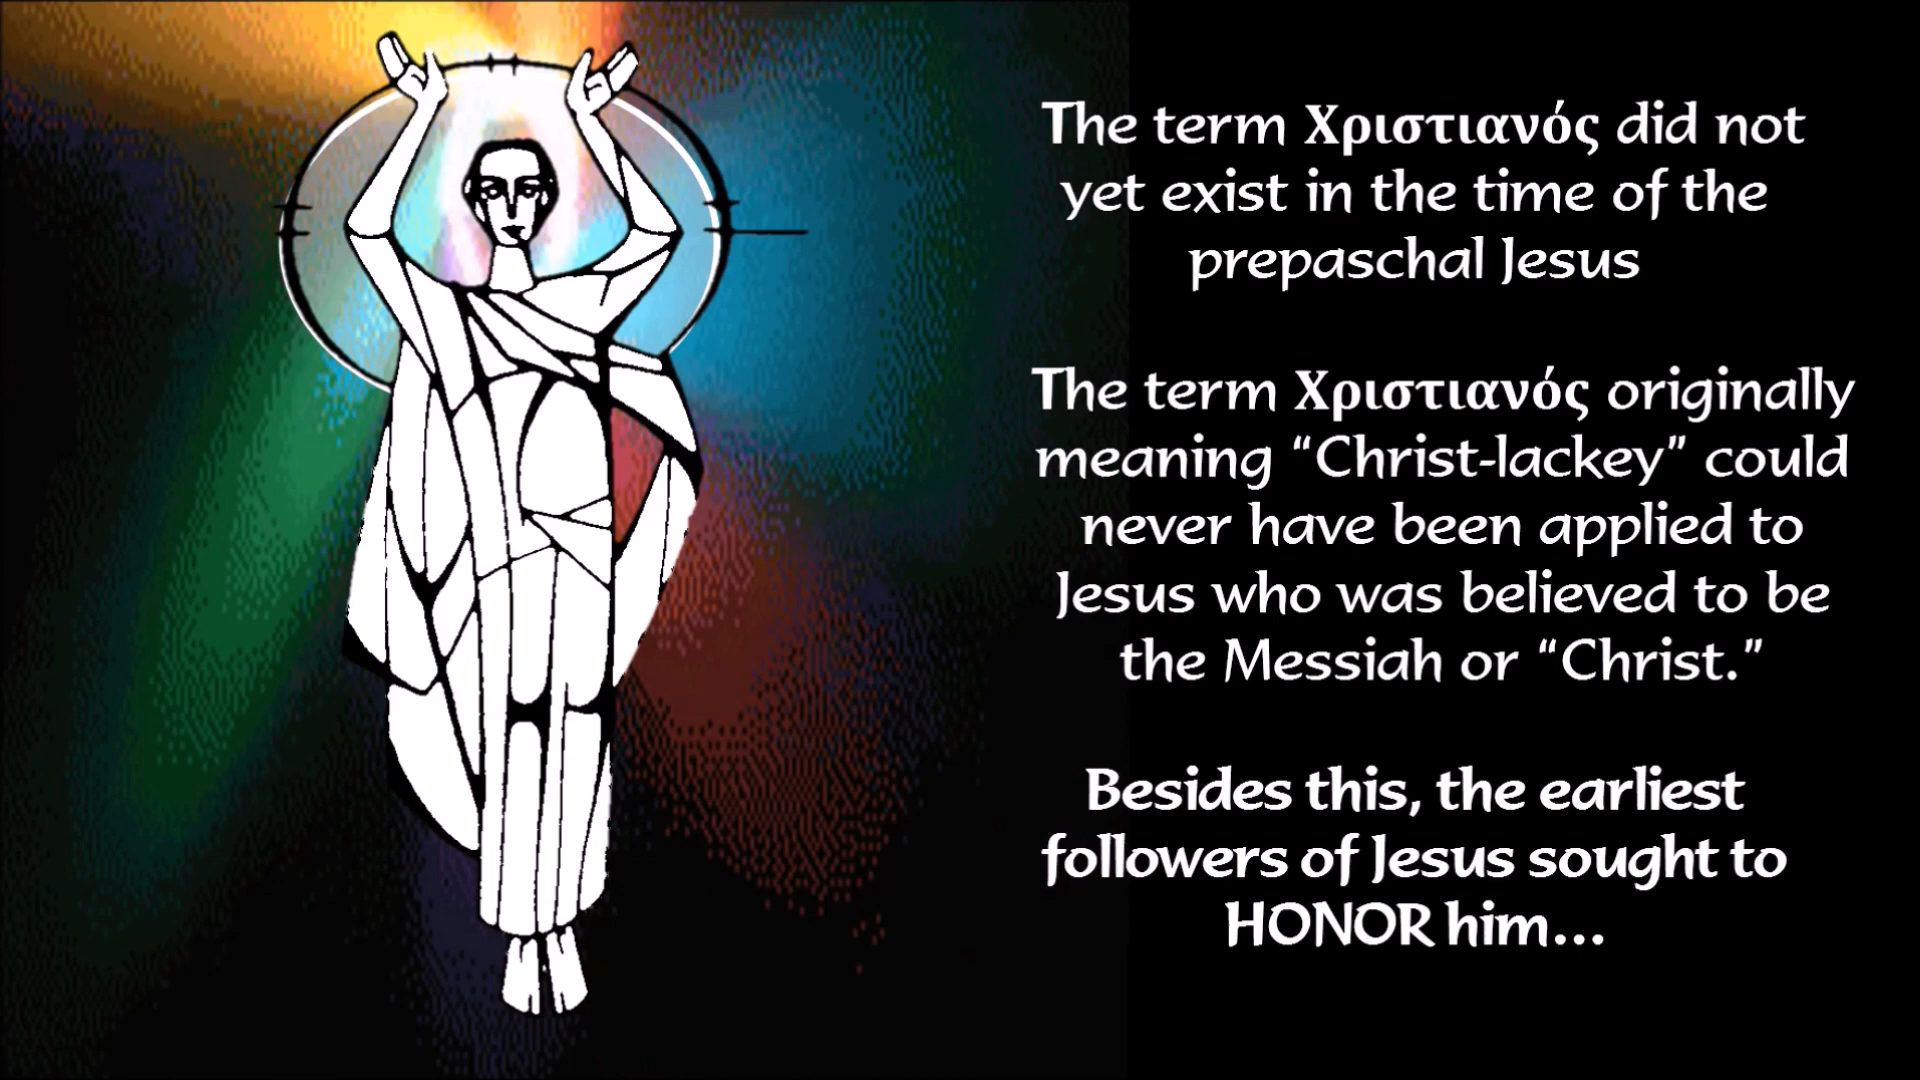 The term Χριστιανός did not
yet exist in the time of the
prepaschal Jesus
The term Χριστιανός originally
meaning “Christ-lackey” could
never have been applied to
Jesus who was believed to be
the Messiah or “Christ.”
Besides this, the earliest
followers of Jesus sought to
HONOR him…